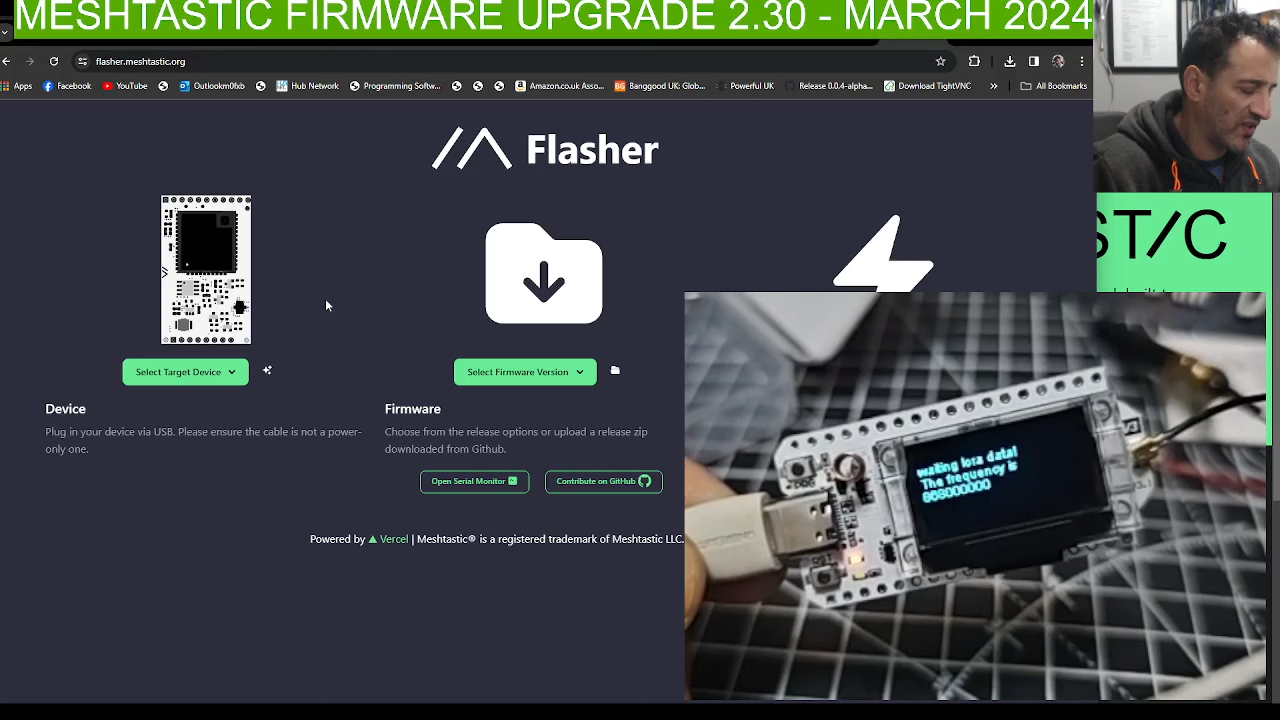 MESHTASTIC FIRMWARE UPGRADE 2.30 - MARCH 2024
flasher.meshtastic.org
Apps Facebook YouTube Outlookm0fxb Hub Network Programming Softw... Amazon.co.uk Asso... Banggood UK: Glob... Powerful UK Release 0.0.4-alpha... Download TightVNC » All Bookmarks
Flasher
ST/C
Select Target Device
Select Firmware Version
Device
Plug in your device via USB. Please ensure the cable is not a power-
only one.
Firmware
Choose from the release options or upload a release zip
downloaded from Github.
Open Serial Monitor
Contribute on GitHub
Powered by ▲ Vercel | Meshtastic® is a registered trademark of Meshtastic LLC.
waiting lora data!
The frequency is
868000000
V3